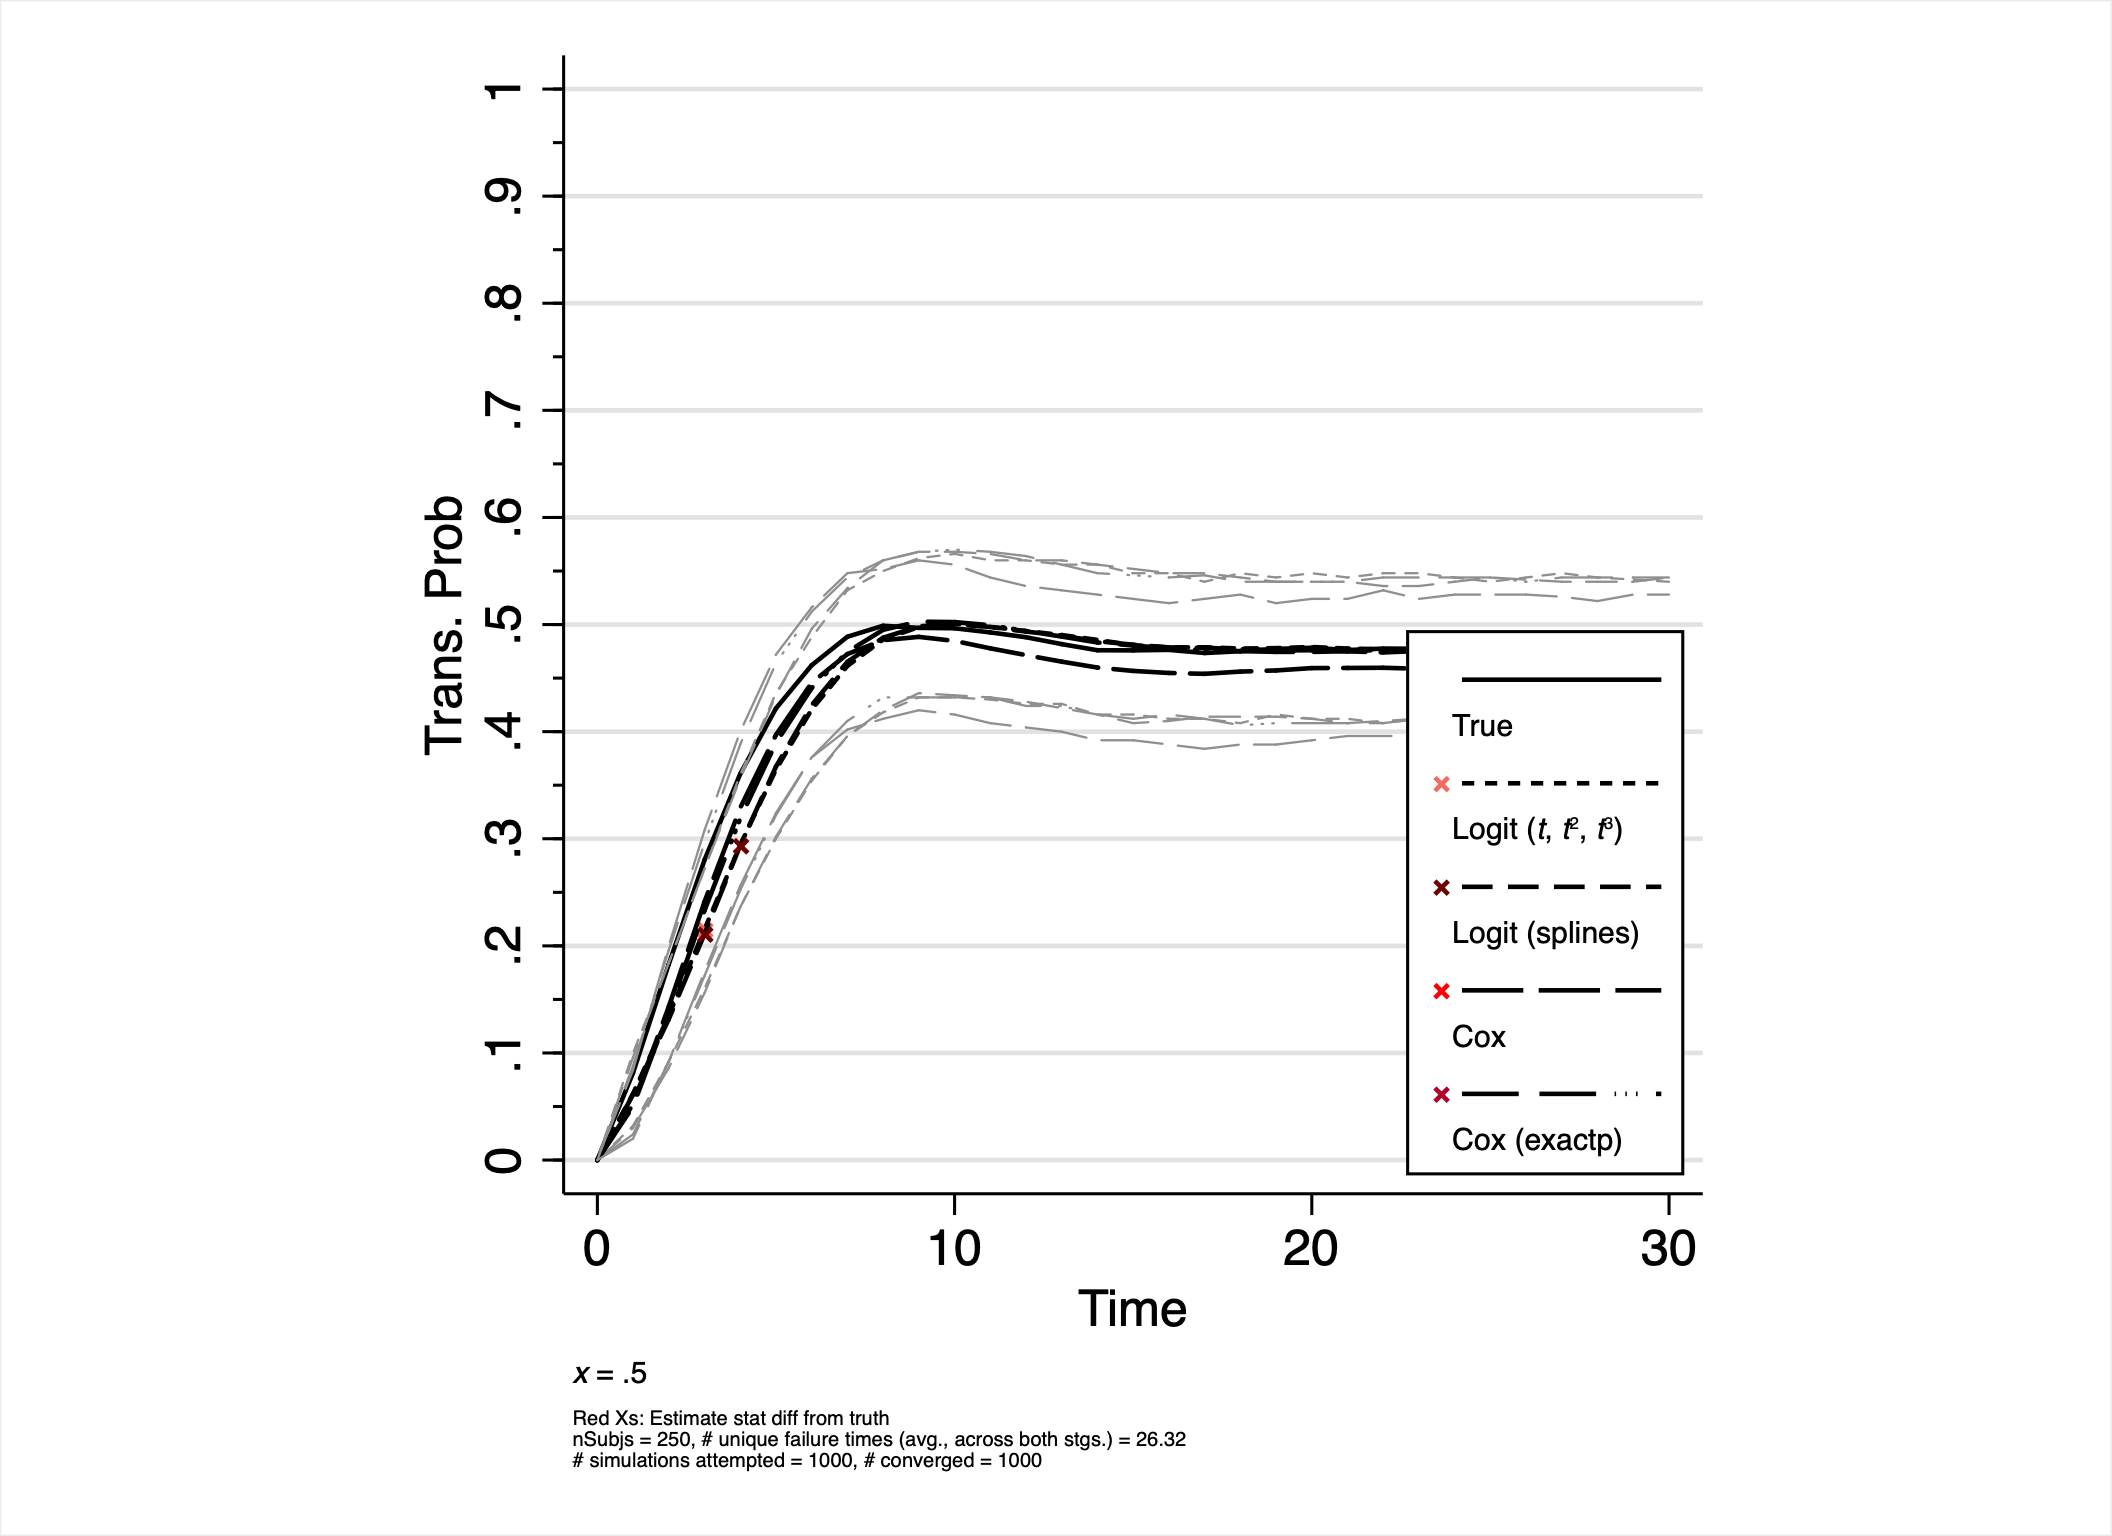 1
.9
.8
.7
.6
.5
.4
.3
.2
.1
0
Trans. Prob
True
Logit (t, t², t³)
Logit (splines)
Cox
Cox (exactp)
0 10 20 30
Time
x = .5
Red Xs: Estimate stat diff from truth
nSubjs = 250, # unique failure times (avg., across both stgs.) = 26.32
# simulations attempted = 1000, # converged = 1000